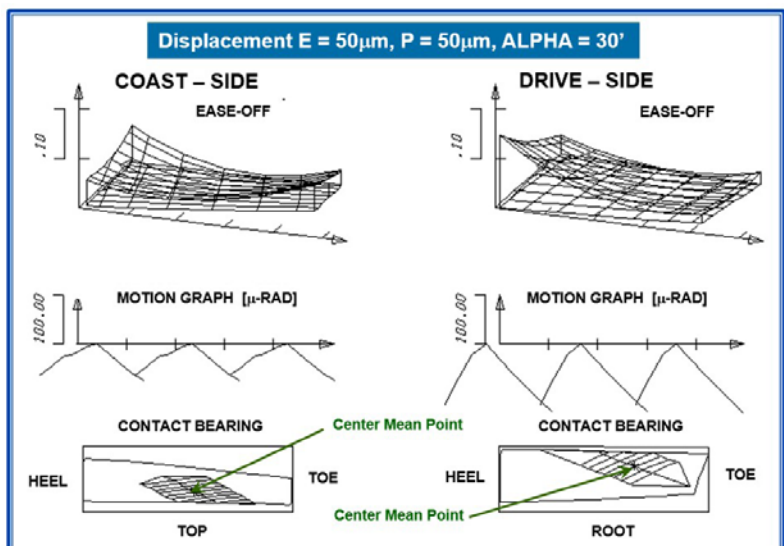 Displacement E = 50μm, P = 50μm, ALPHA = 30’
COAST – SIDE
EASE-OFF
.10
DRIVE – SIDE
EASE-OFF
.10
MOTION GRAPH [μ-RAD]
100.00
MOTION GRAPH [μ-RAD]
100.00
CONTACT BEARING
Center Mean Point
CONTACT BEARING
HEEL
TOE
HEEL
TOE
Center Mean Point
TOP
ROOT